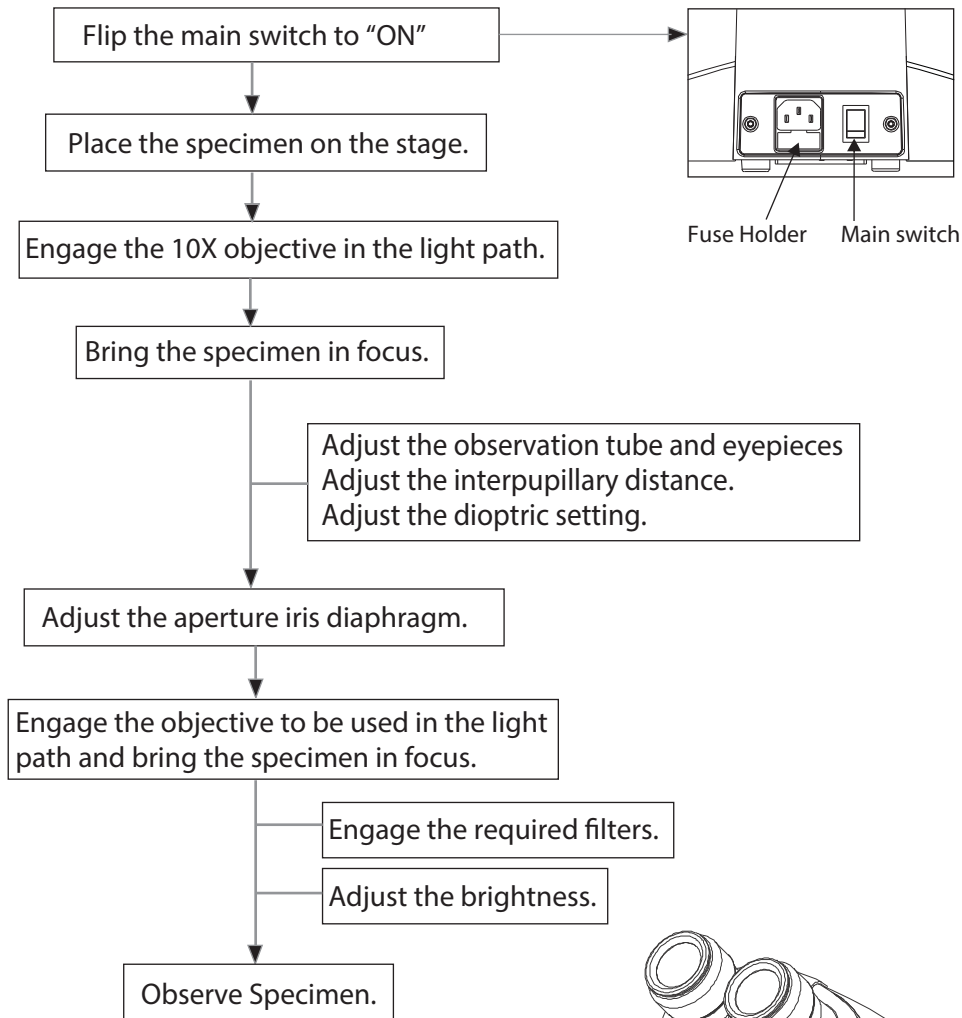 Flip the main switch to “ON”
Place the specimen on the stage.
Engage the 10X objective in the light path.
Bring the specimen in focus.
Adjust the observation tube and eyepieces
Adjust the interpupillary distance.
Adjust the dioptric setting.
Adjust the aperture iris diaphragm.
Engage the objective to be used in the light
path and bring the specimen in focus.
Engage the required filters.
Adjust the brightness.
Observe Specimen.
Fuse Holder
Main switch